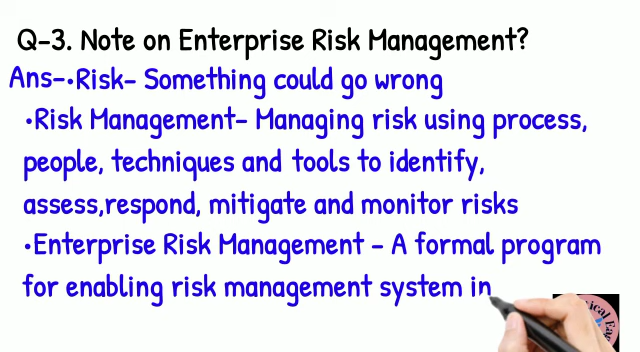 Q-3. Note on Enterprise Risk Management?
Ans-•Risk- Something could go wrong
•Risk Management- Managing risk using process,
people, techniques and tools to identify,
assess,respond, mitigate and monitor risks
•Enterprise Risk Management - A formal program
for enabling risk management system in